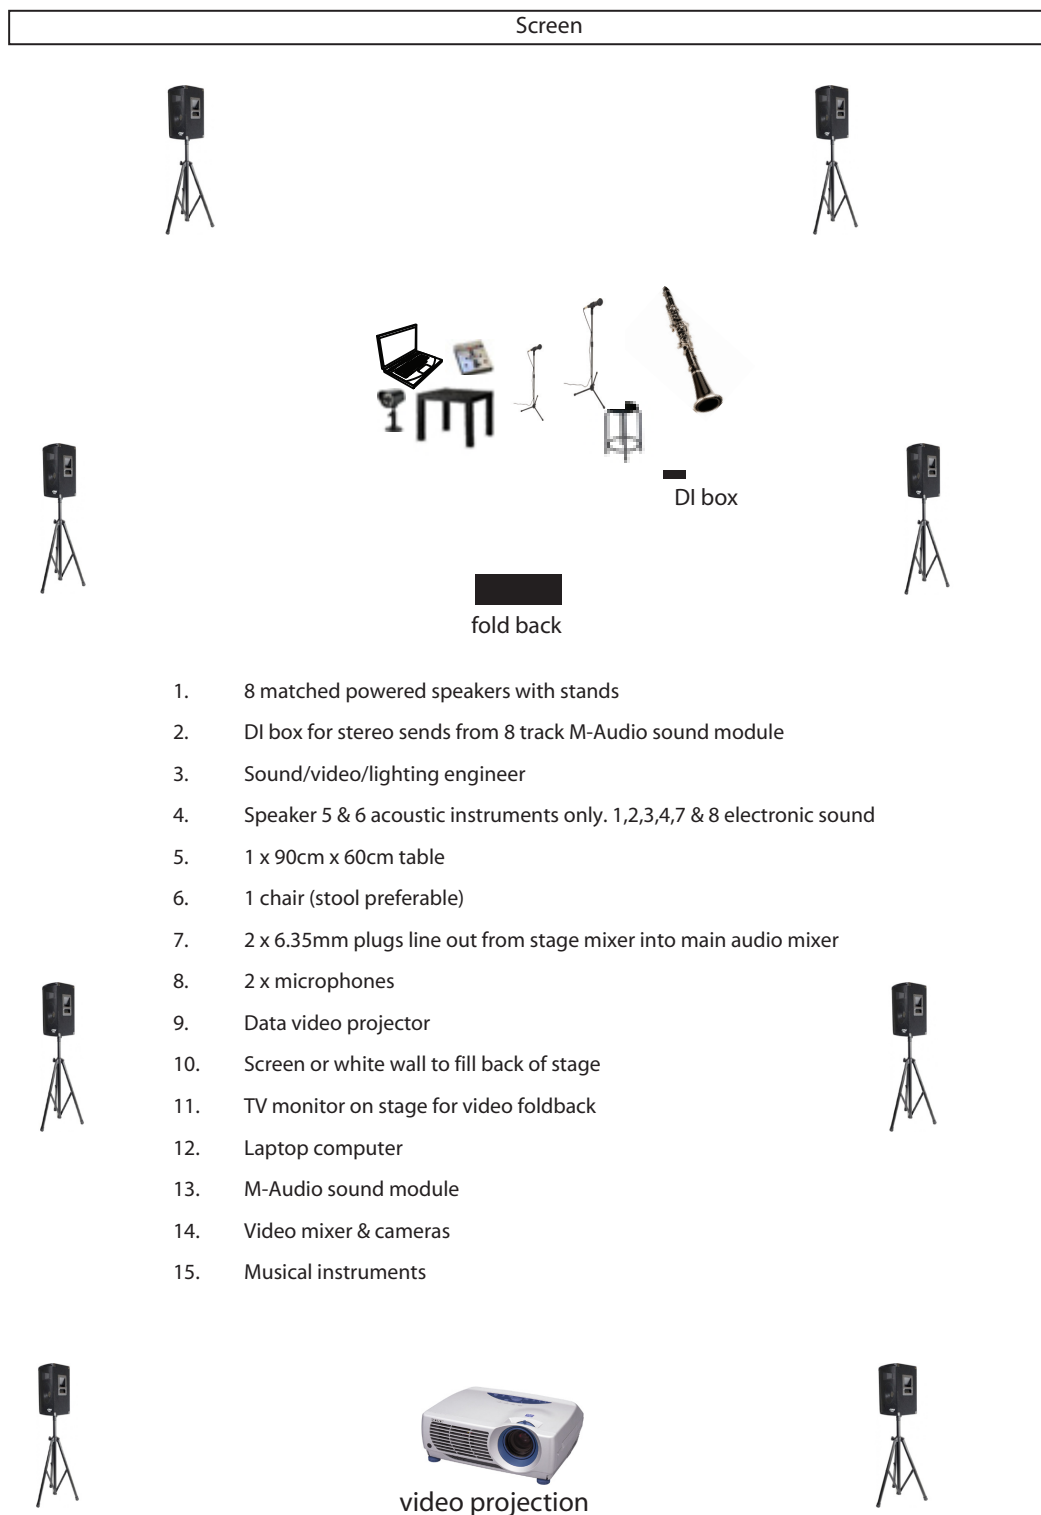 Screen
DI box
fold back
1. 8 matched powered speakers with stands
2. DI box for stereo sends from 8 track M-Audio sound module
3. Sound/video/lighting engineer
4. Speaker 5 & 6 acoustic instruments only. 1,2,3,4,7 & 8 electronic sound
5. 1 x 90cm x 60cm table
6. 1 chair (stool preferable)
7. 2 x 6.35mm plugs line out from stage mixer into main audio mixer
8. 2 x microphones
9. Data video projector
10. Screen or white wall to fill back of stage
11. TV monitor on stage for video foldback
12. Laptop computer
13. M-Audio sound module
14. Video mixer & cameras
15. Musical instruments
video projection